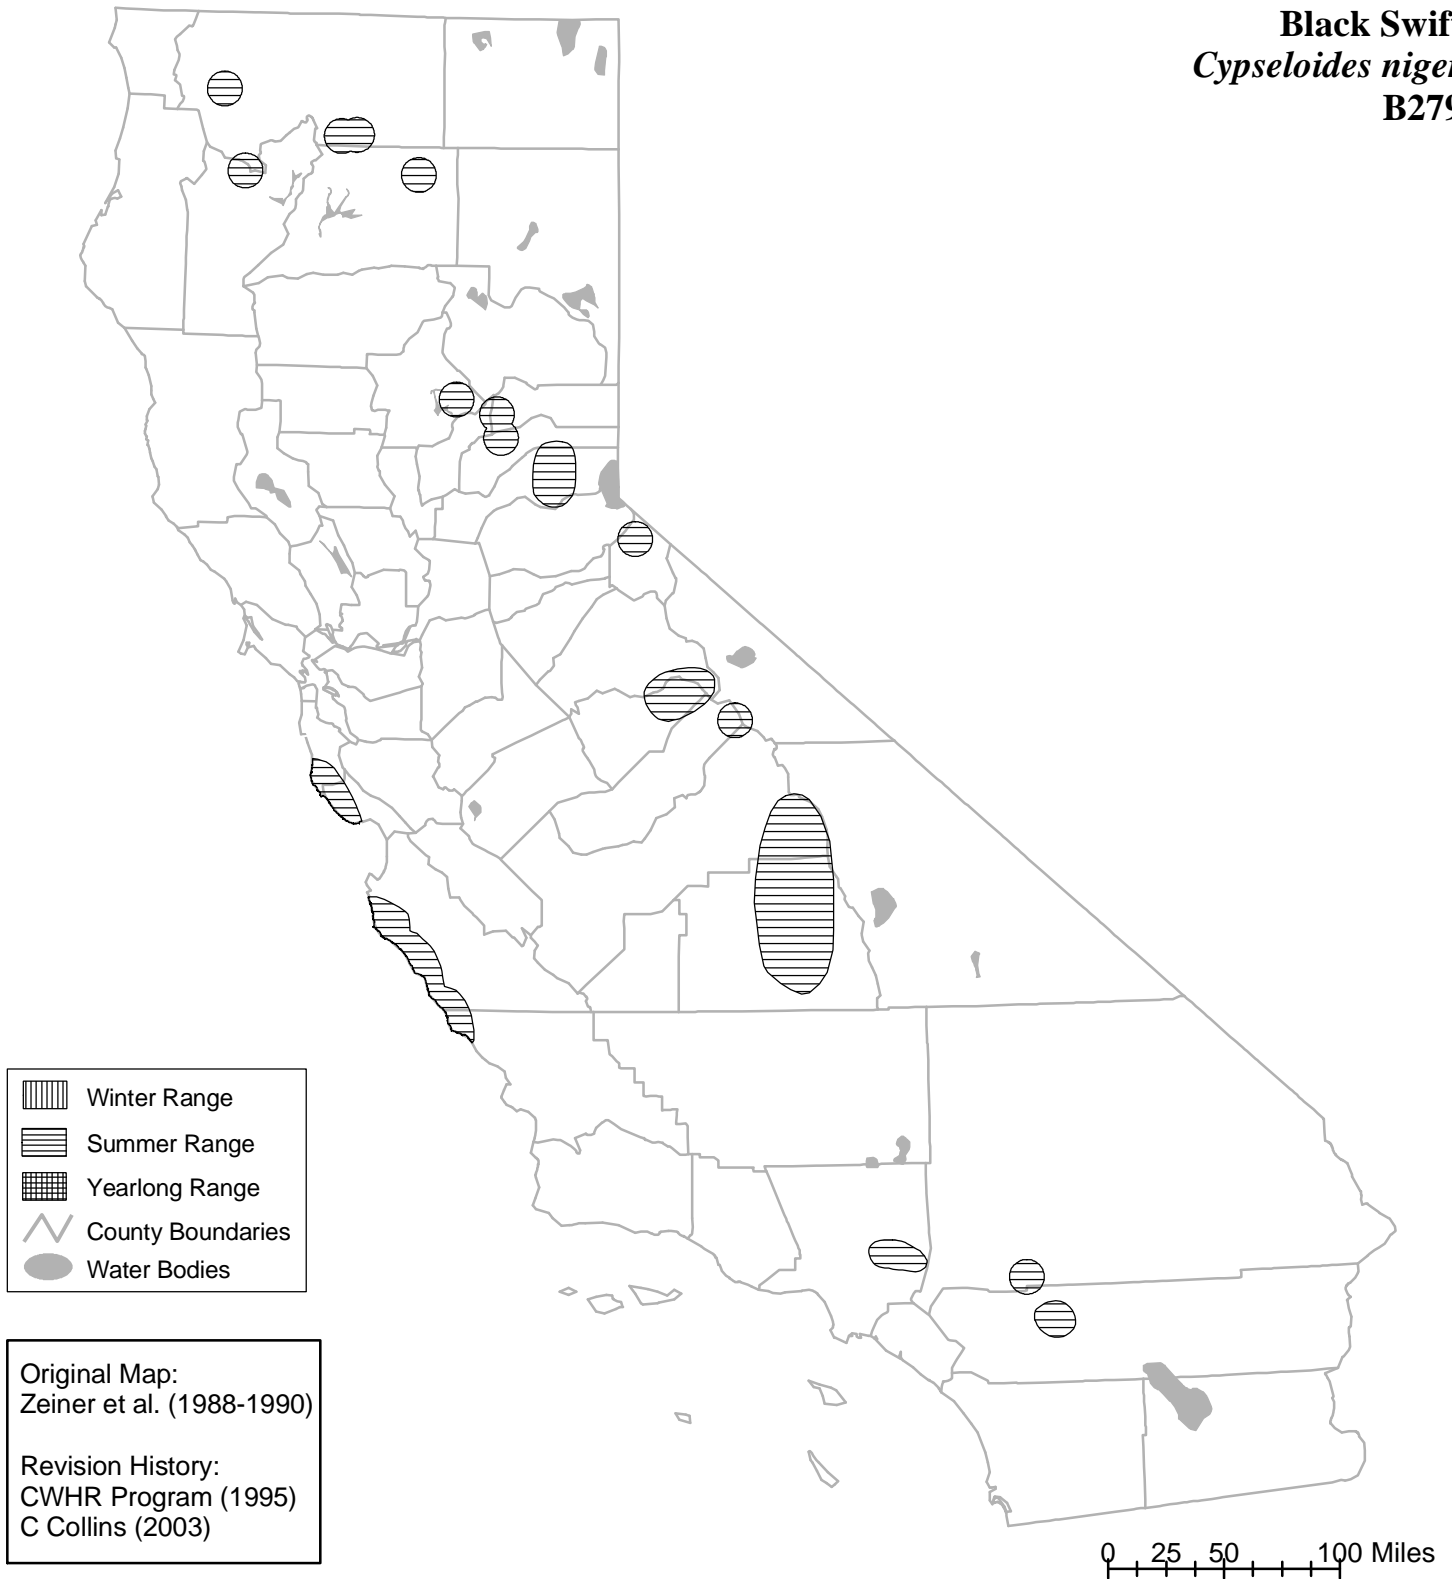 Black Swif
Cypseloides niger
B279
Winter Range
Summer Range
Yearlong Range
County Boundaries
Water Bodies
Original Map:
Zeiner et al. (1988-1990)
Revision History:
CWHR Program (1995)
C Collins (2003)
0 25 50 100 Miles